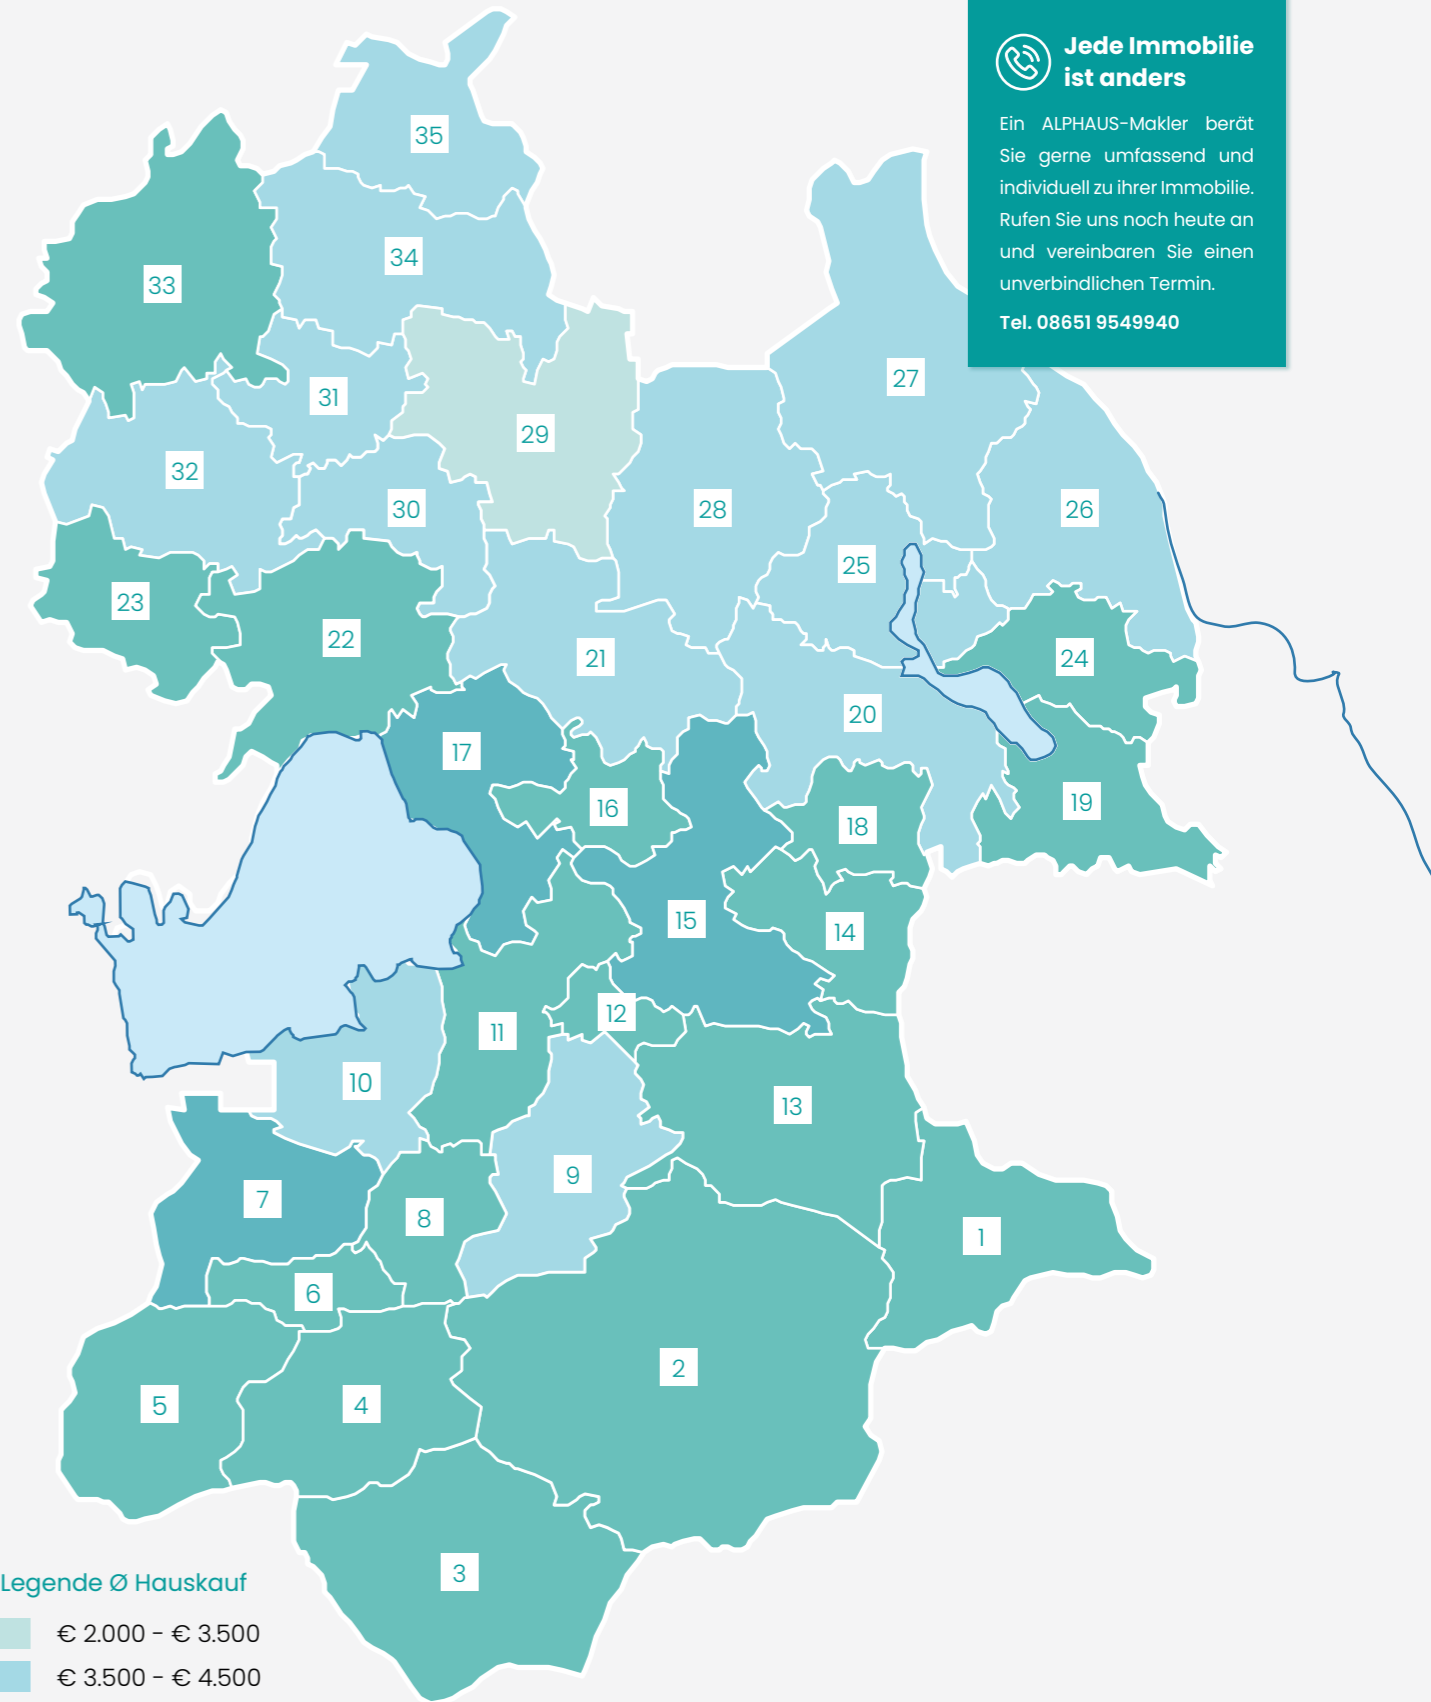 Jede Immobilie
ist anders
Ein ALPHAUS-Makler berät
Sie gerne umfassend und
individuell zu ihrer Immobilie.
Rufen Sie uns noch heute an
und vereinbaren Sie einen
unverbindlichen Termin.
Tel. 08651 9549940
35
34
33
27
31
29
32
30
28
26
25
23
22
21
24
20
17
19
16
18
15
14
12
11
10
13
9
7
8
1
6
2
5
4
3
Legende Ø Hauskauf
€ 2.000 - € 3.500
€ 3.500 - € 4.500